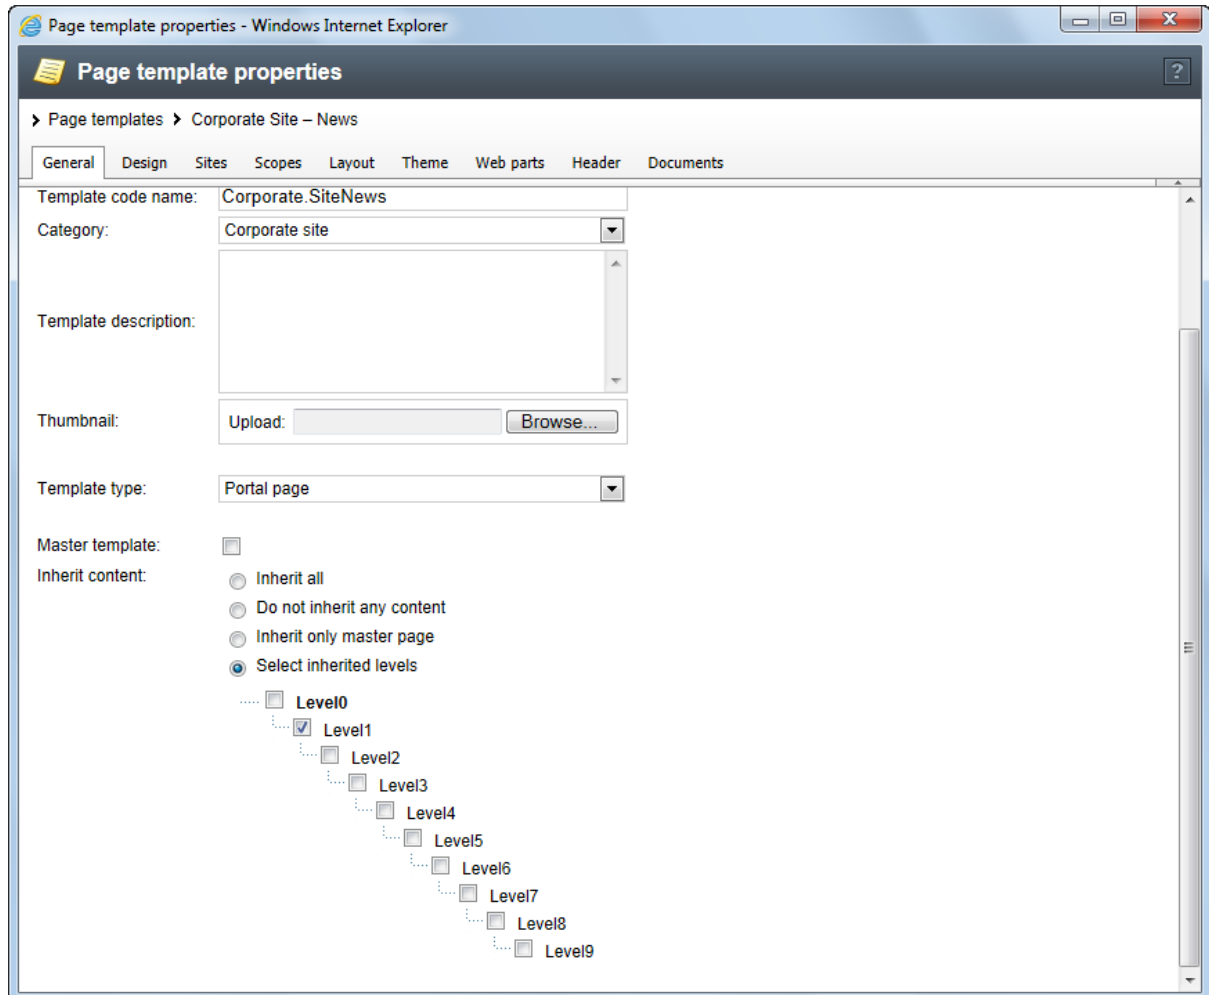 Page template properties - Windows Internet Explorer
Page template properties
?
Page templates Corporate Site – News
General Design Sites Scopes Layout Theme Web parts Header Documents
Template code name: Corporate.SiteNews
Category: Corporate site
Template description:
Thumbnail: Upload: Browse...
Template type: Portal page
Master template:
Inherit content: Inherit all
Do not inherit any content
Inherit only master page
Select inherited levels
Level0
Level1
Level2
Level3
Level4
Level5
Level6
Level7
Level8
Level9